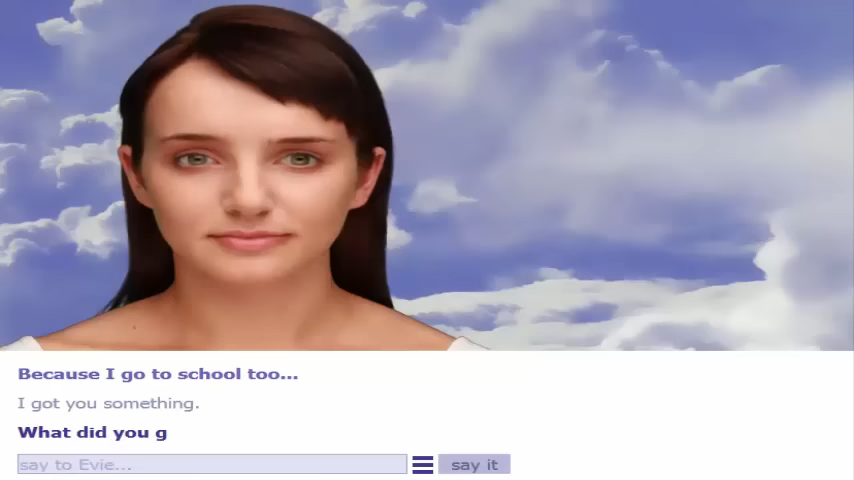 Because I go to school too...
I got you something.
What did you g
say to Evie...
say it